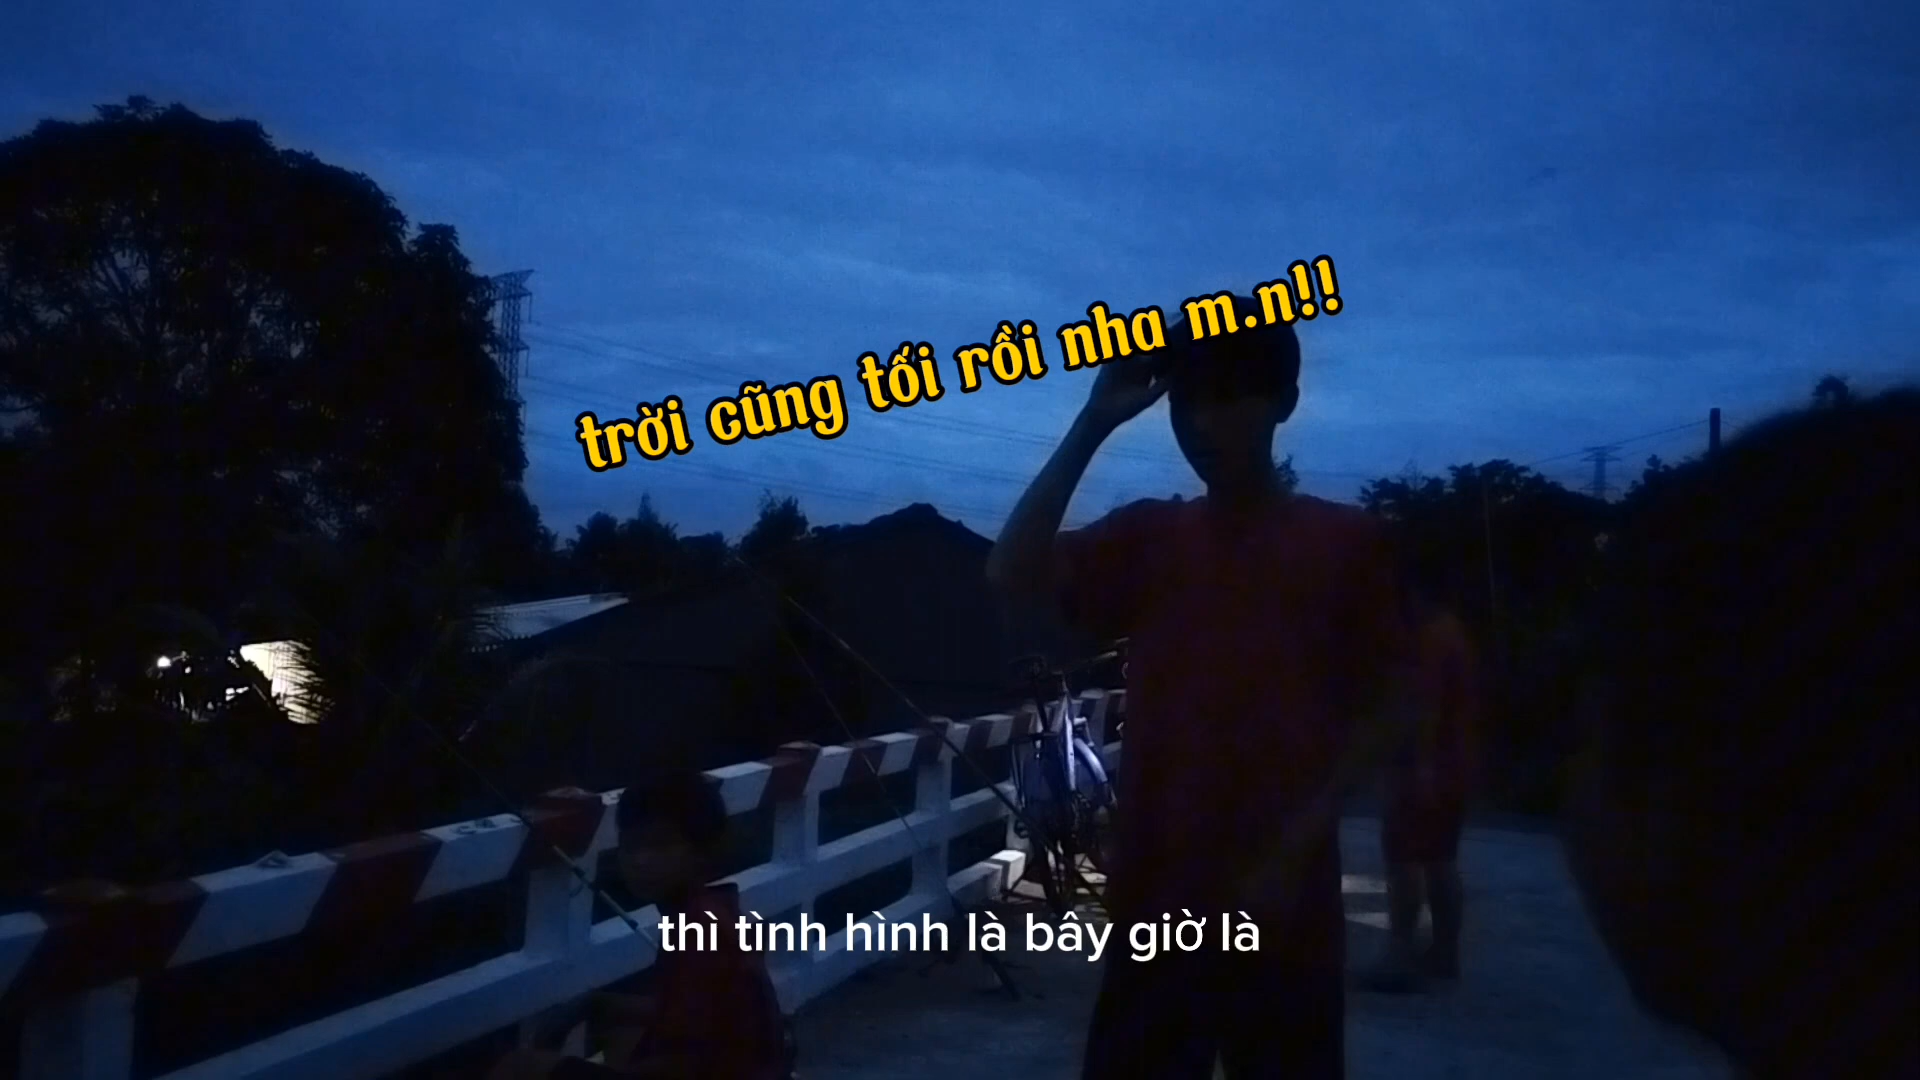 trời cũng tối rồi nha m.n!!
thì tình hình là bây giờ là